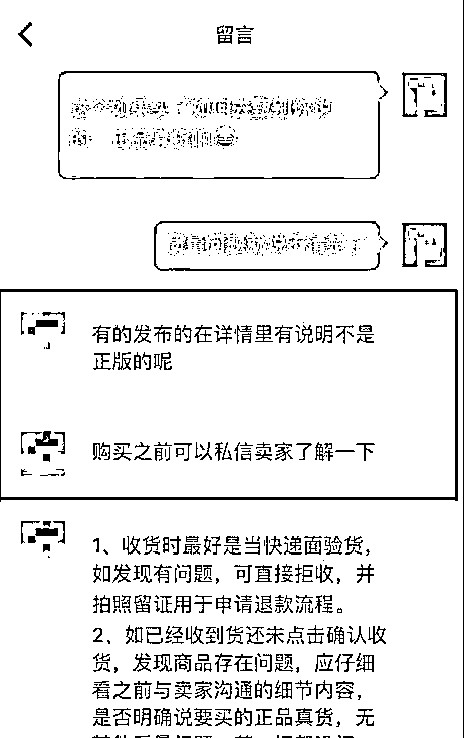 留言
有的发布的在详情里有说明不是
正版的呢
购买之前可以私信卖家了解一下
1、收货时最好是当快递面验货，
如发现有问题，可直接拒收，并
拍照留证用于申请退款流程。
2、如已经收到货还未点击确认收
货，发现商品存在问题，应仔细
看之前与卖家沟通的细节内容，
是否明确说要买的正品真货，无